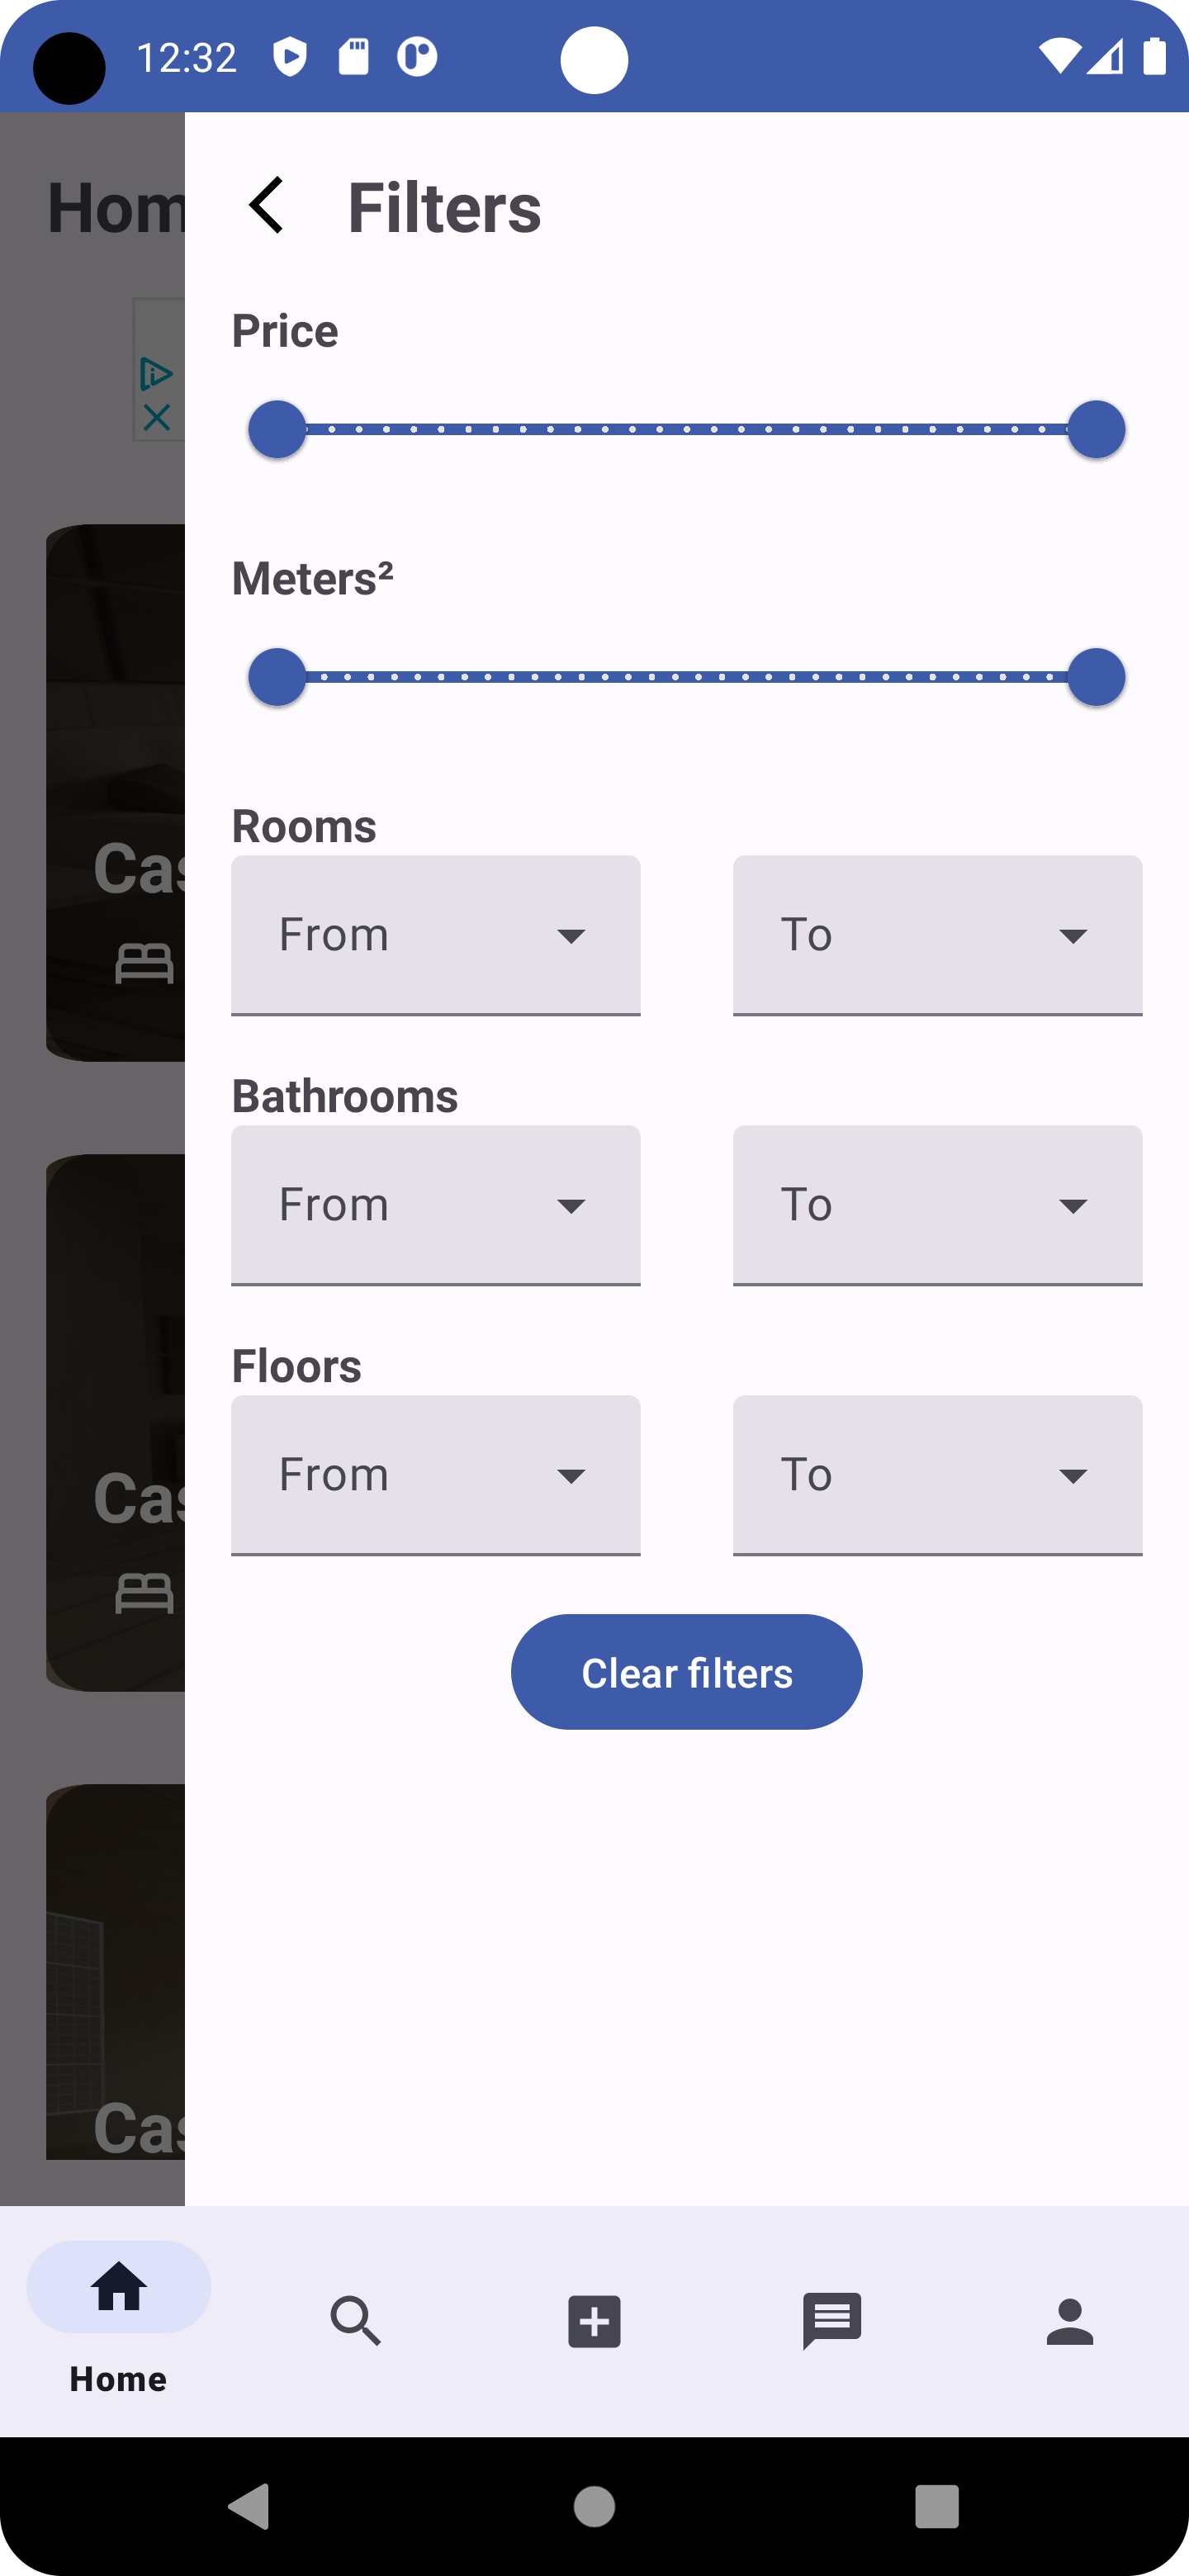 12:32
Hom
Filters
Price
Meters²
Rooms
From To
Cas
Bathrooms
From To
Floors
From To
Cas
Clear filters
Cas
Home